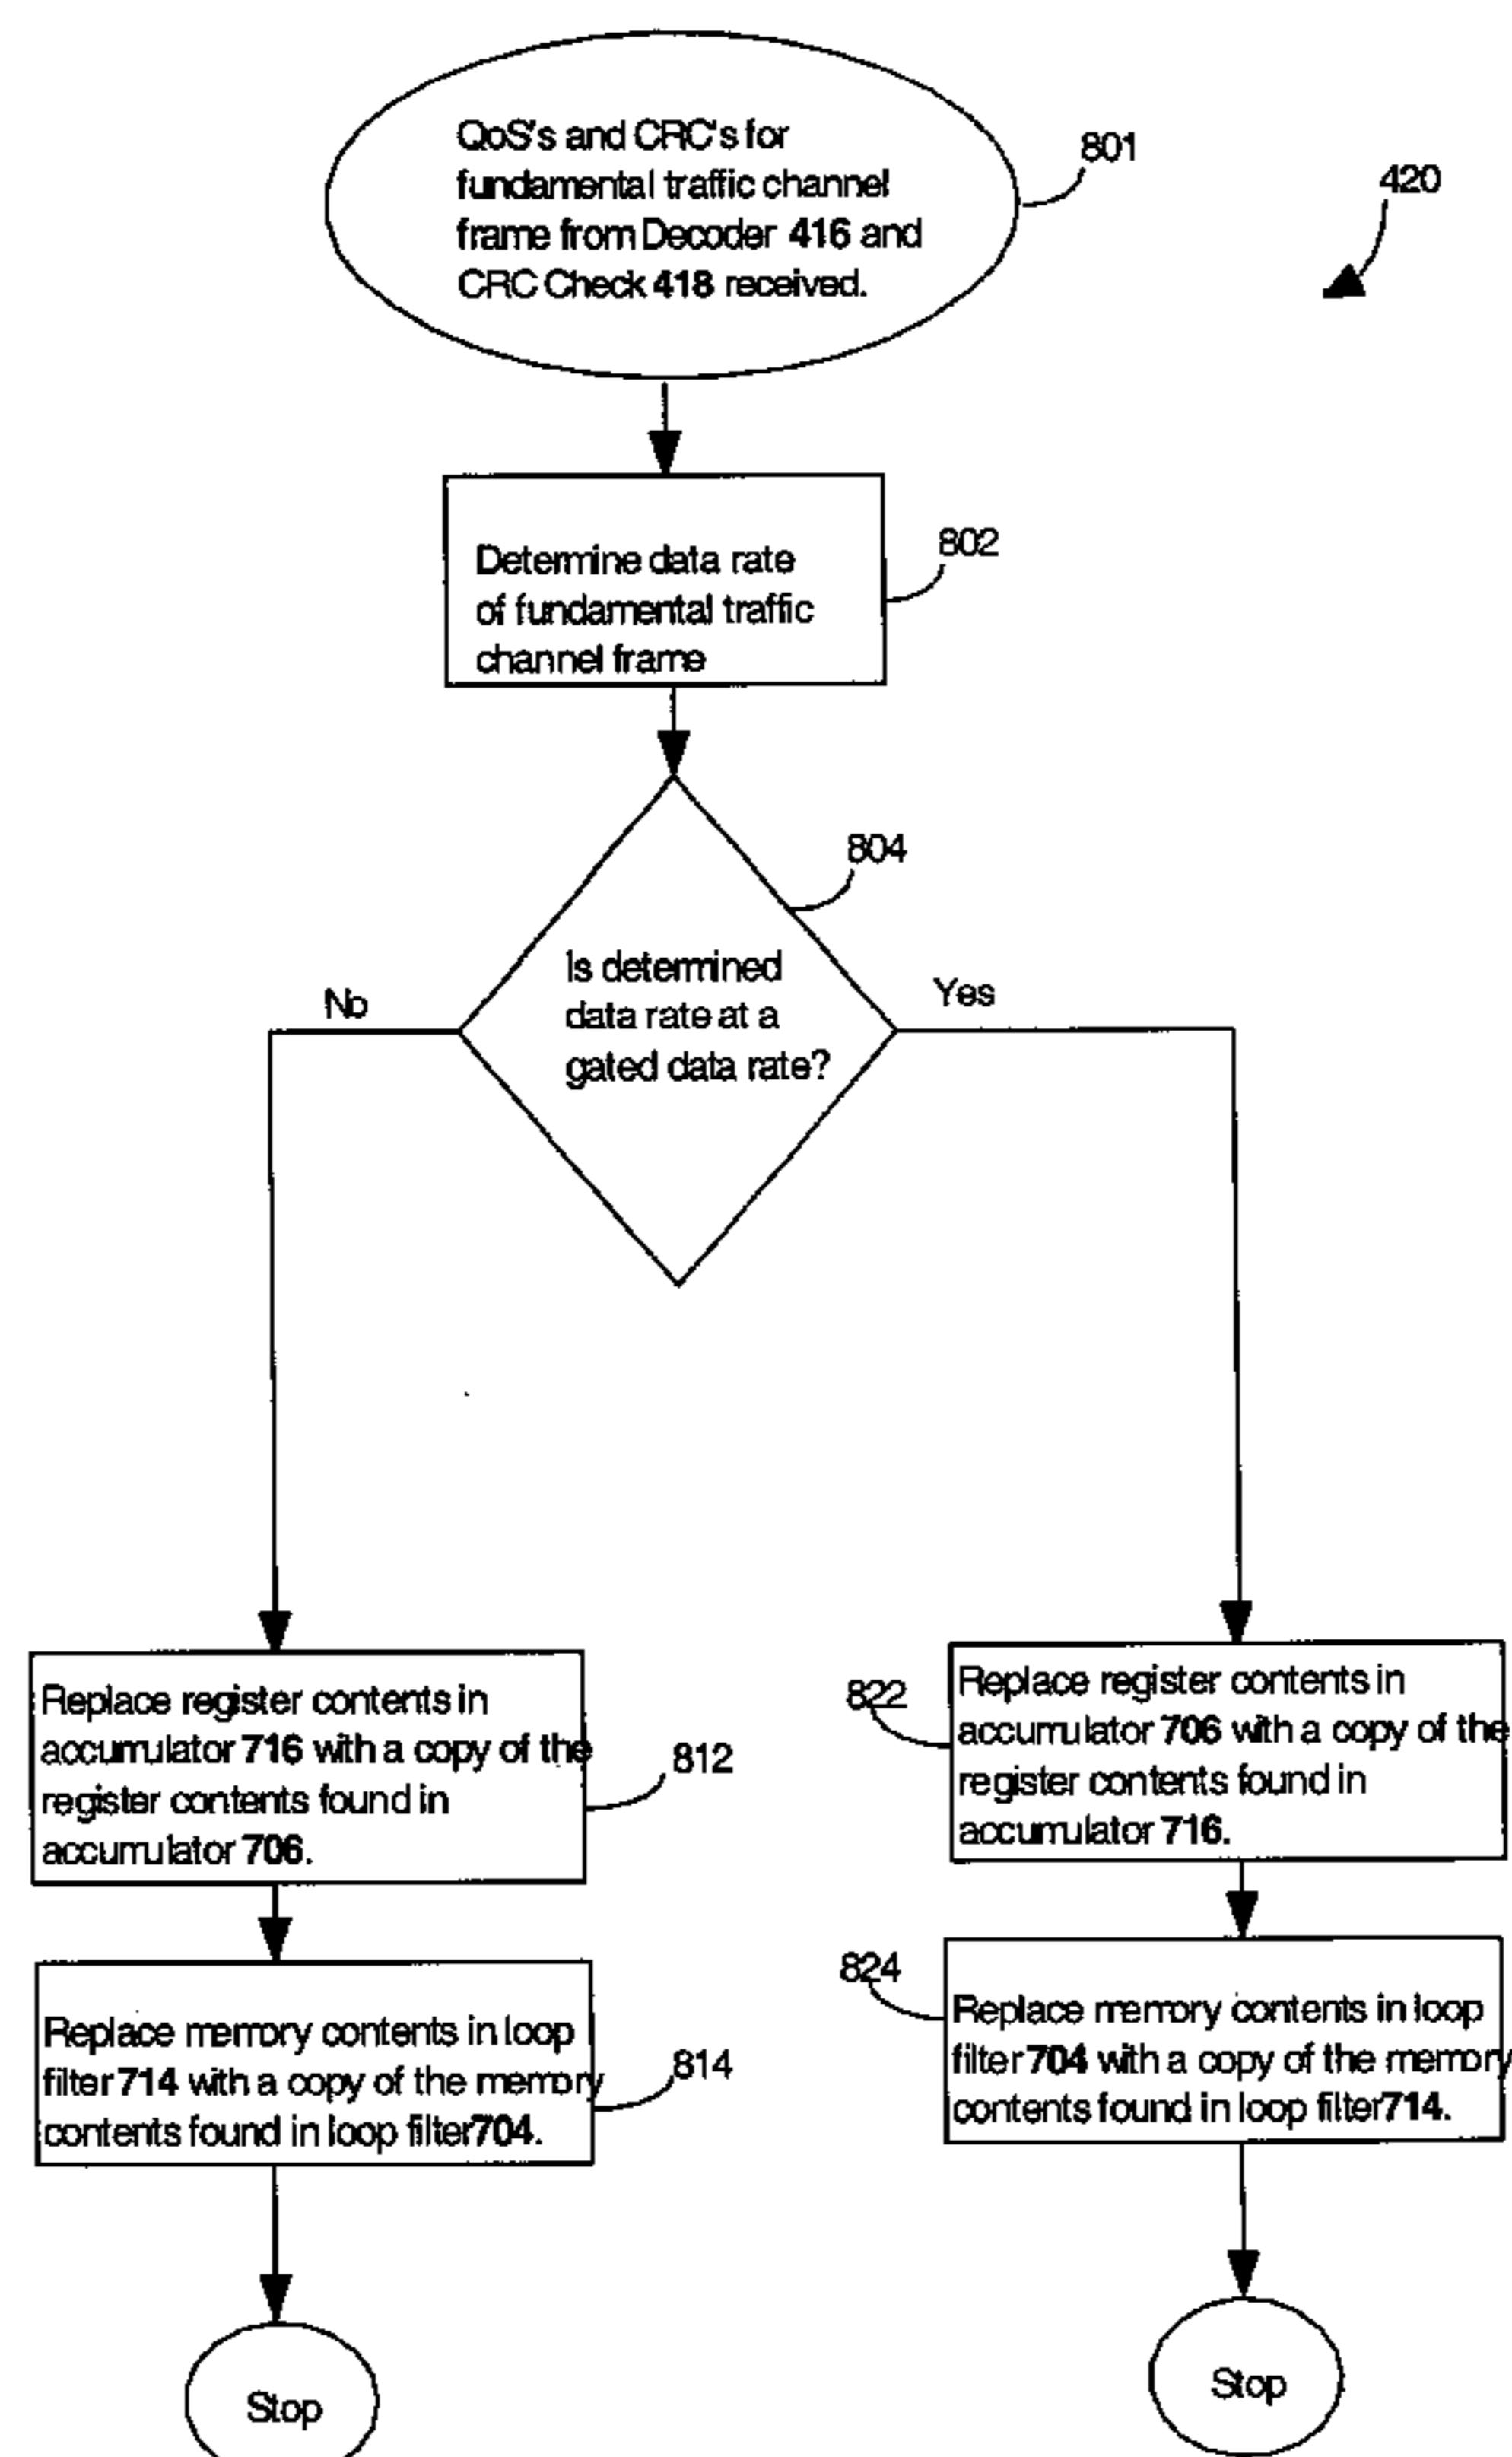 QoS's and CRC's for
fundamental traffic channel
frame from Decoder 416 and
CRC Check 418 received.
801
420
Determine data rate
of fundamental traffic
channel frame
802
804
Is determined
data rate at a
gated data rate?
No
Yes
Replace register contents in
accumulator 716 with a copy of the
register contents found in
accumulator 706.
812
822
Replace register contents in
accumulator 706 with a copy of the
register contents found in
accumulator 716.
Replace memory contents in loop
filter 714 with a copy of the memory
contents found in loop filter 704.
814
824
Replace memory contents in loop
filter 704 with a copy of the memory
contents found in loop filter 714.
Stop
Stop